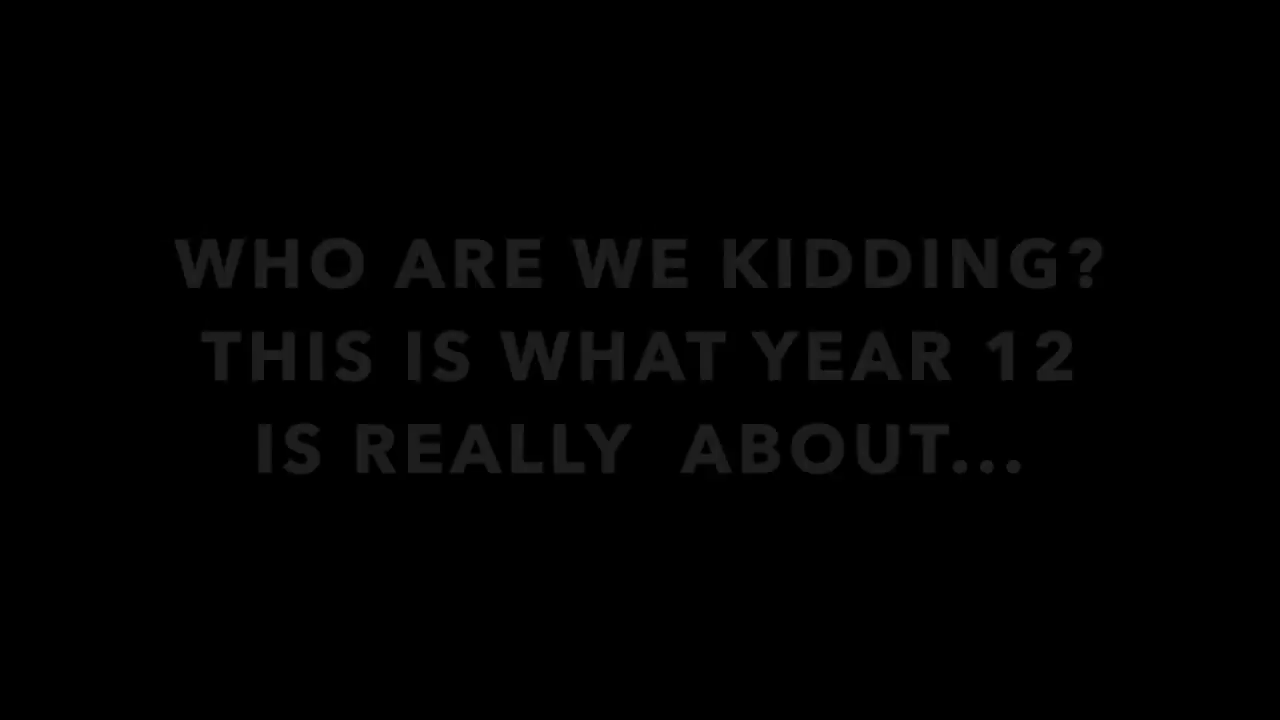 WHO ARE WE KIDDING?
THIS IS WHAT YEAR 12
IS REALLY  ABOUT...